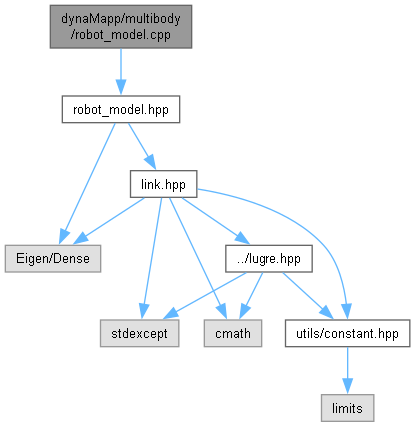 dynaMapp/multibody
/robot_model.cpp
robot_model.hpp
link.hpp
Eigen/Dense
../lugre.hpp
stdexcept
cmath
utils/constant.hpp
limits